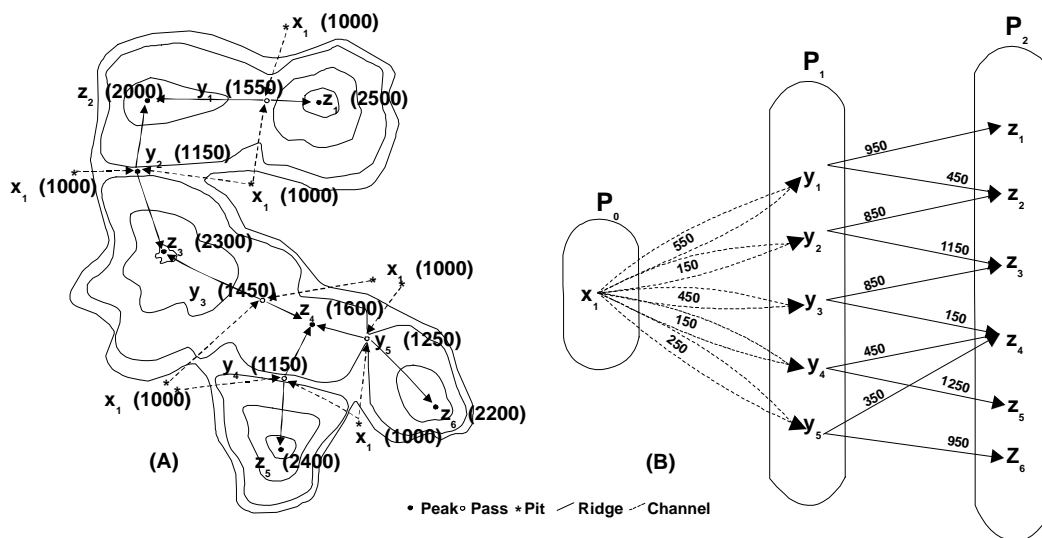 x₁ (1000)
z₂ (2000) y₁ (1550) z₁ (2500)
y₂ (1150)
x₁ (1000) x₁ (1000)
z₃ (2300)
y₃ (1450) x₁ (1000)
z₄ (1600)
y₅ (1250)
y₄ (1150)
x₁ (1000) z₆ (2200)
x₁ (1000)
z₅ (2400)
(A)
P₀
x₁
550
150
450
150
250
P₁
y₁
y₂
y₃
y₄
y₅
950
450
850
1150
850
150
450
1250
350
950
P₂
z₁
z₂
z₃
z₄
z₅
Z₆
(B)
Peak Pass * Pit Ridge Channel